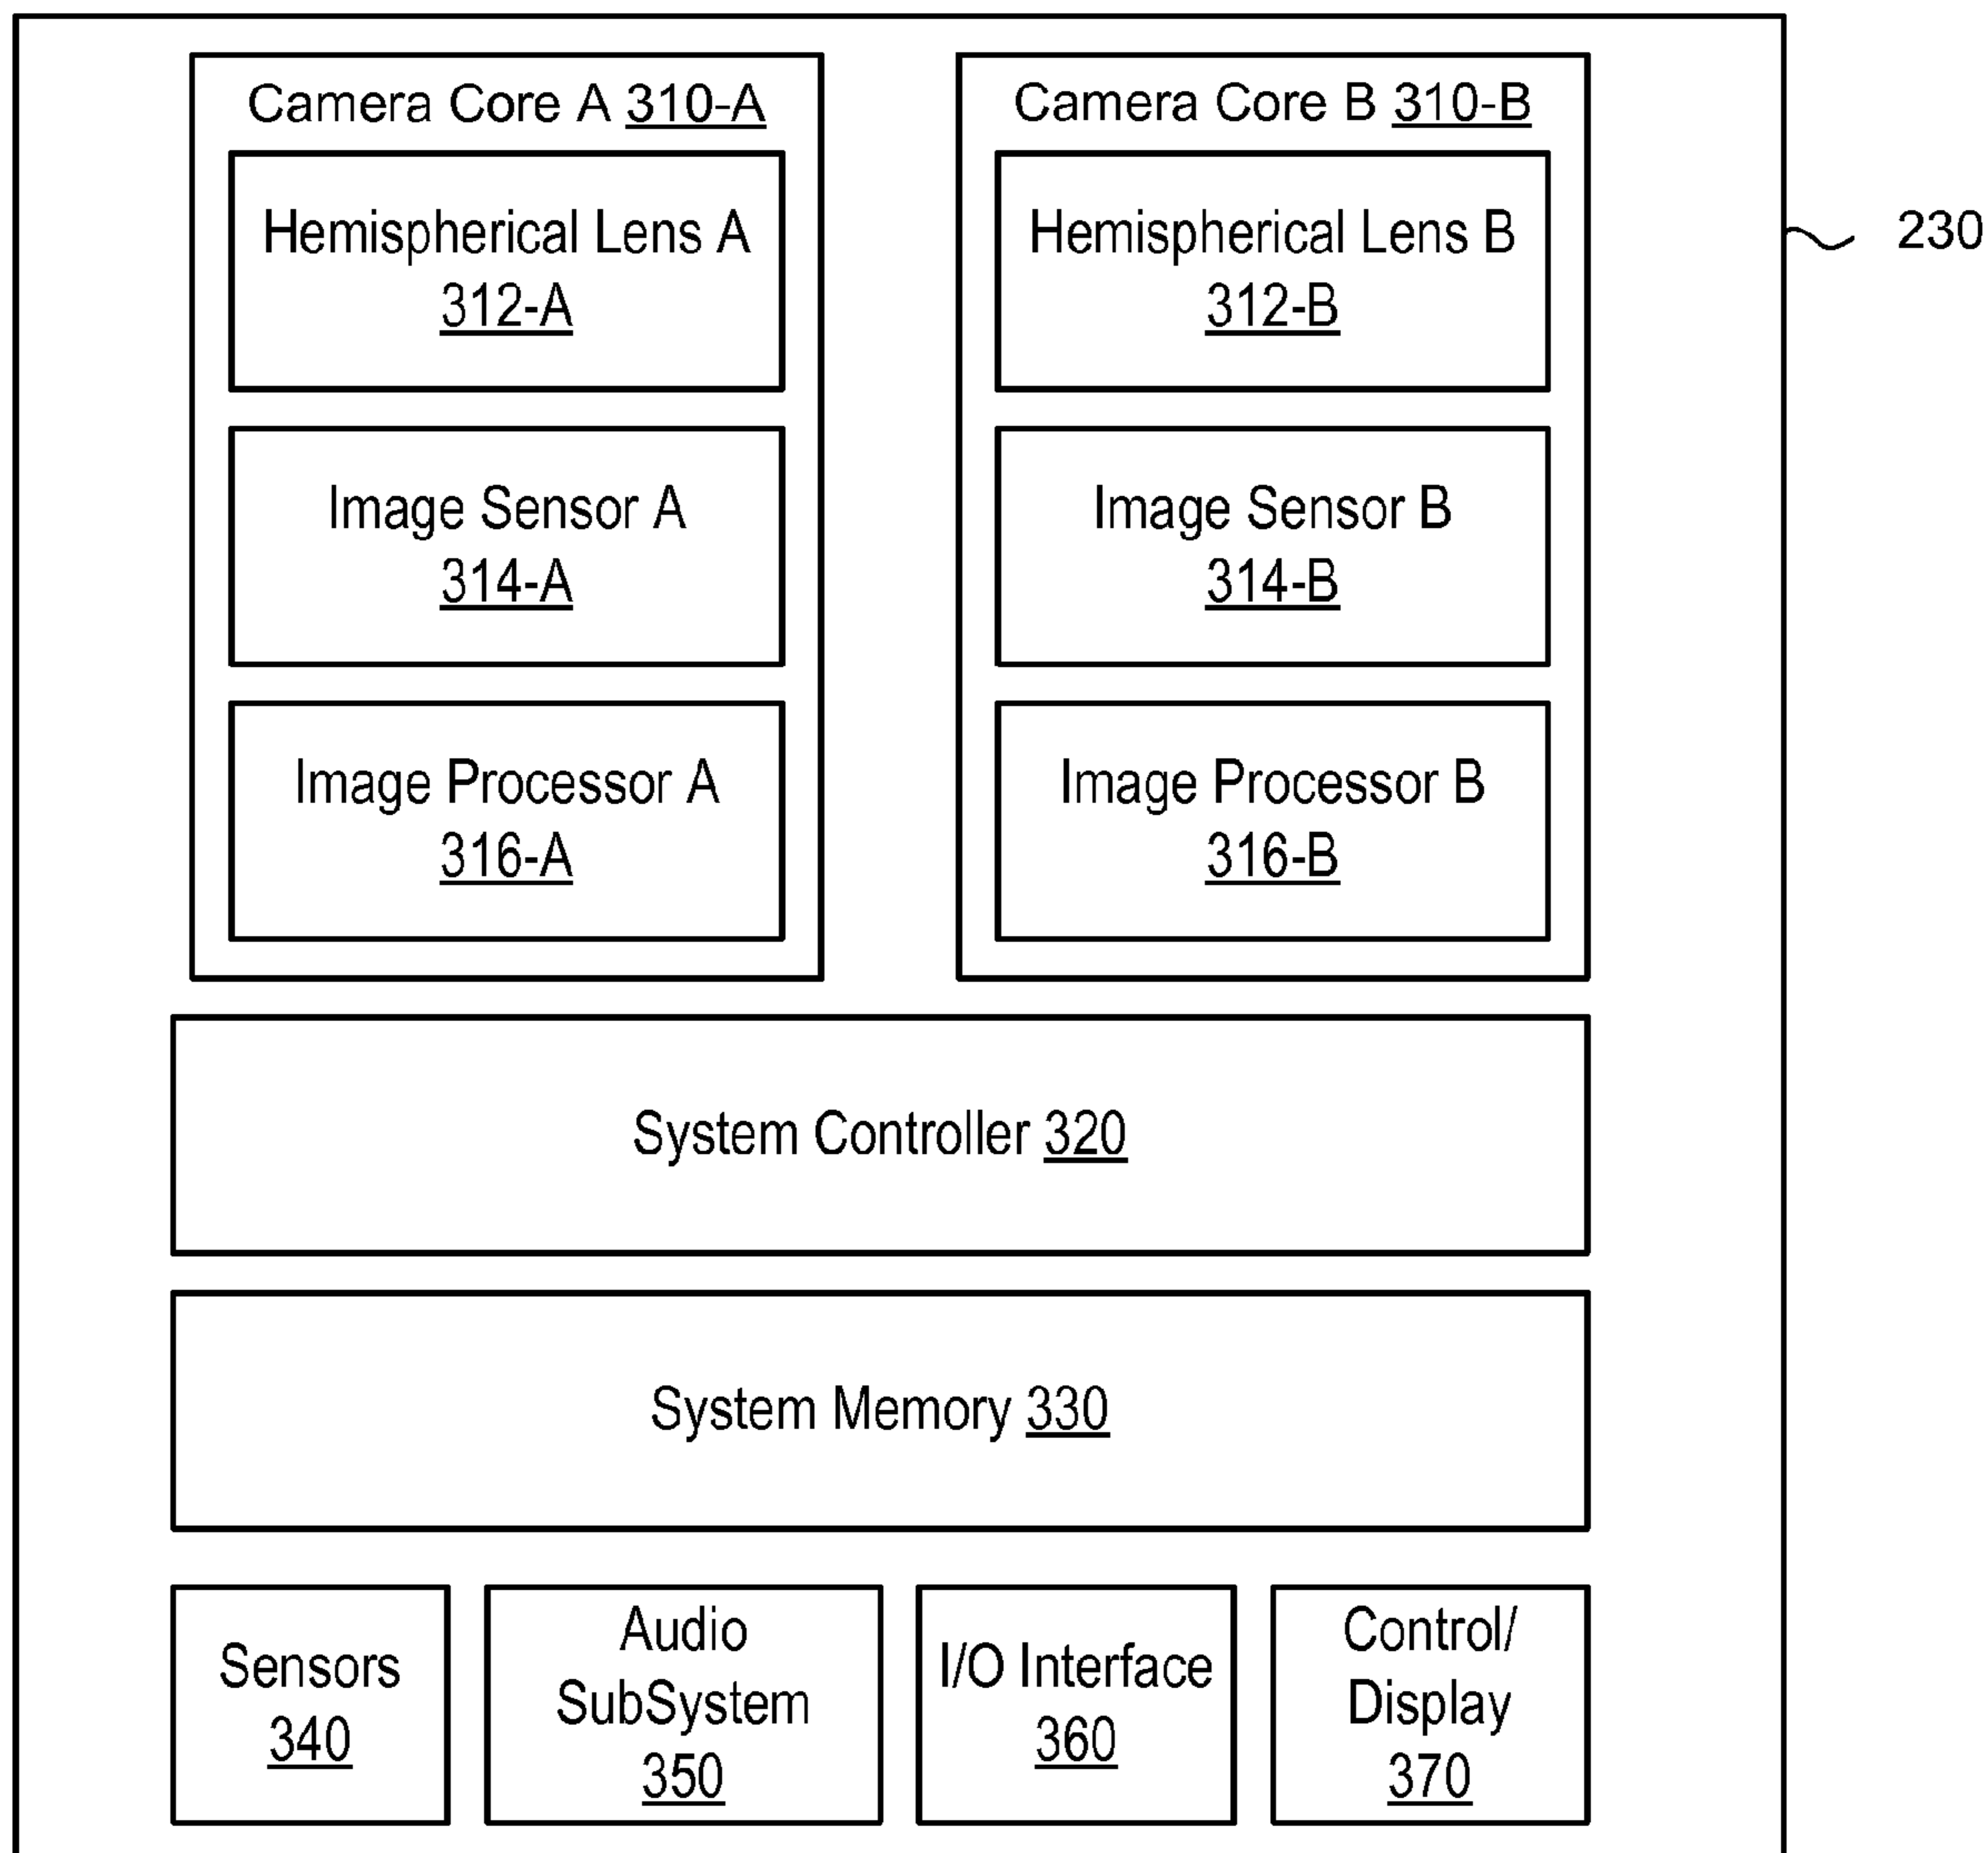 Camera Core A 310-A
Hemispherical Lens A
312-A
Image Sensor A
314-A
Image Processor A
316-A
Camera Core B 310-B
Hemispherical Lens B
312-B
Image Sensor B
314-B
Image Processor B
316-B
230
System Controller 320
System Memory 330
Sensors
340
Audio
SubSystem
350
I/O Interface
360
Control/
Display
370